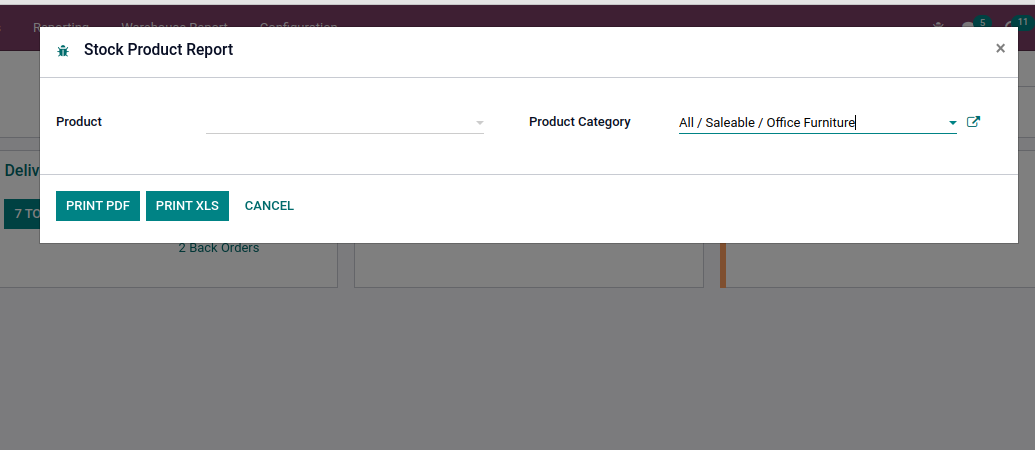 Reporting Warehouse Report Configuration 5 11
Stock Product Report ×
Product Product Category All / Saleable / Office Furniture
Deliv
PRINT PDF PRINT XLS CANCEL
7 TO
2 Back Orders